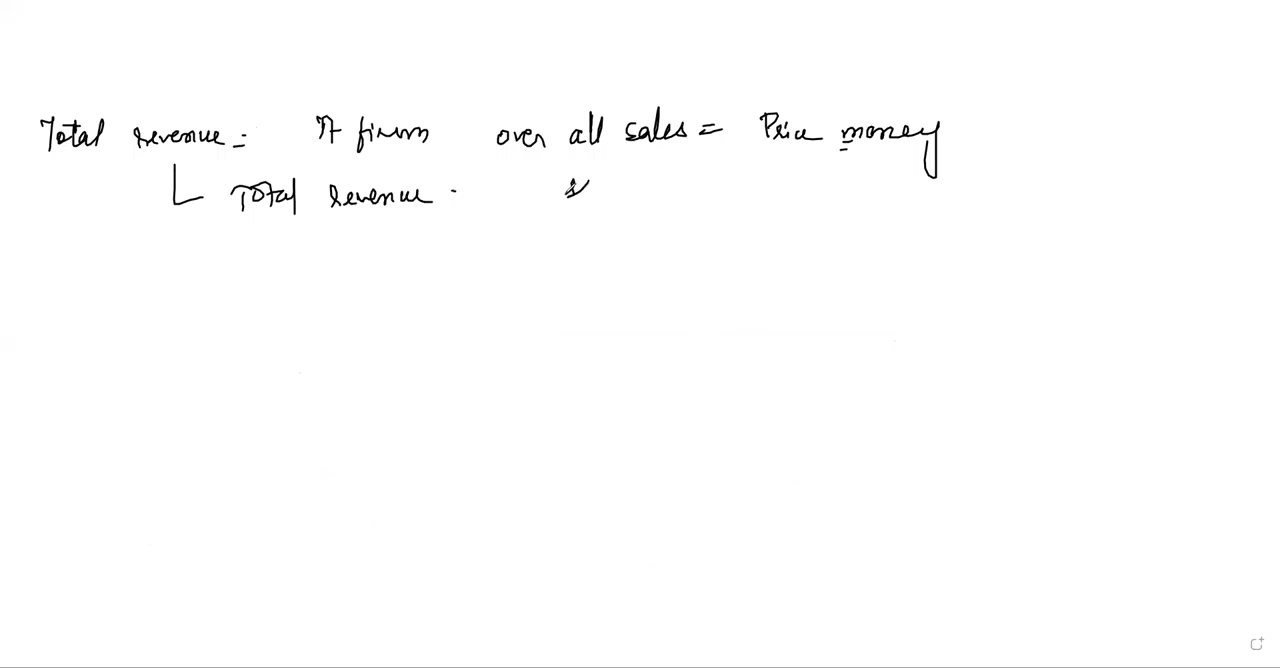 Total revenue = A firms over all sales = Price money
Total revenue